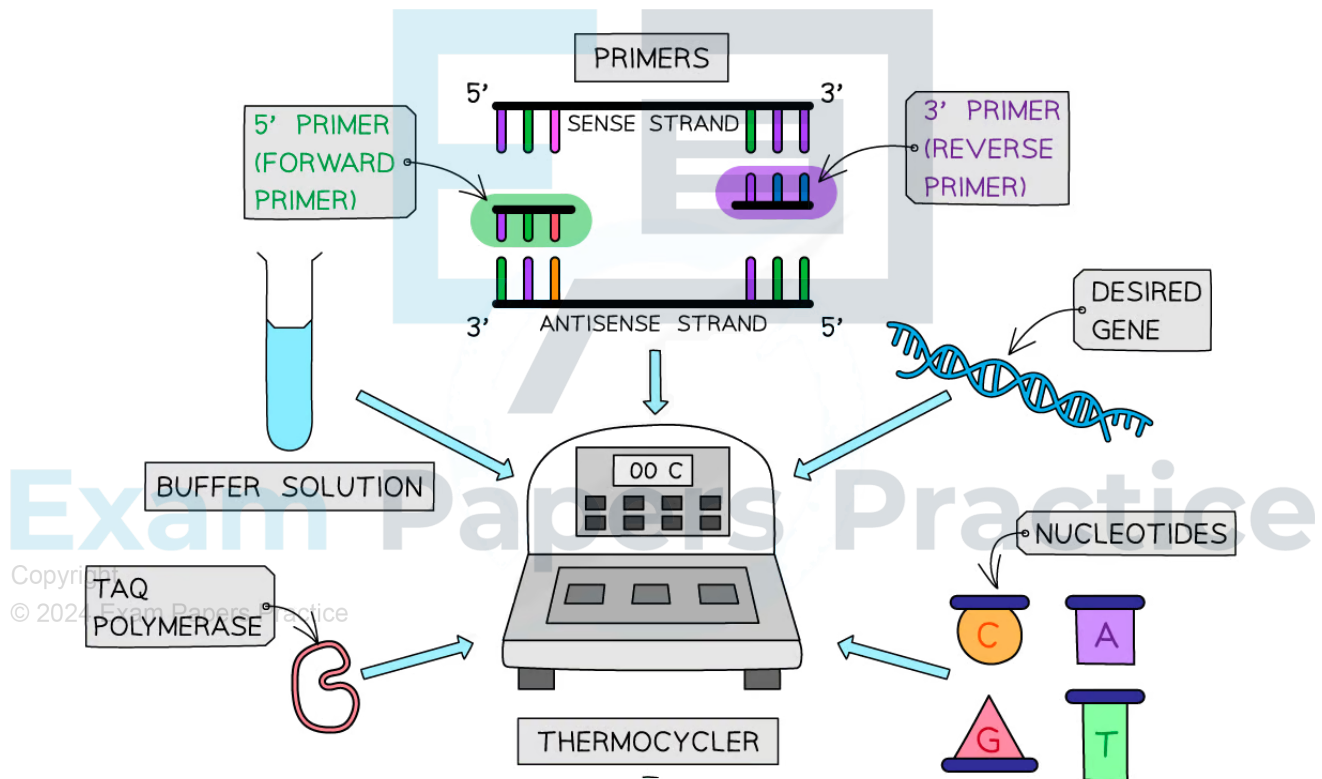 PRIMERS
5' 3'
SENSE STRAND
5' PRIMER
(FORWARD
PRIMER)
3' PRIMER
(REVERSE
PRIMER)
3' 5'
ANTISENSE STRAND
DESIRED
GENE
BUFFER SOLUTION
00 C
Exam Papers Practice
NUCLEOTIDES
Copyright
© 2024 Exam Papers Practice
TAQ
POLYMERASE
C A
G T
THERMOCYCLER